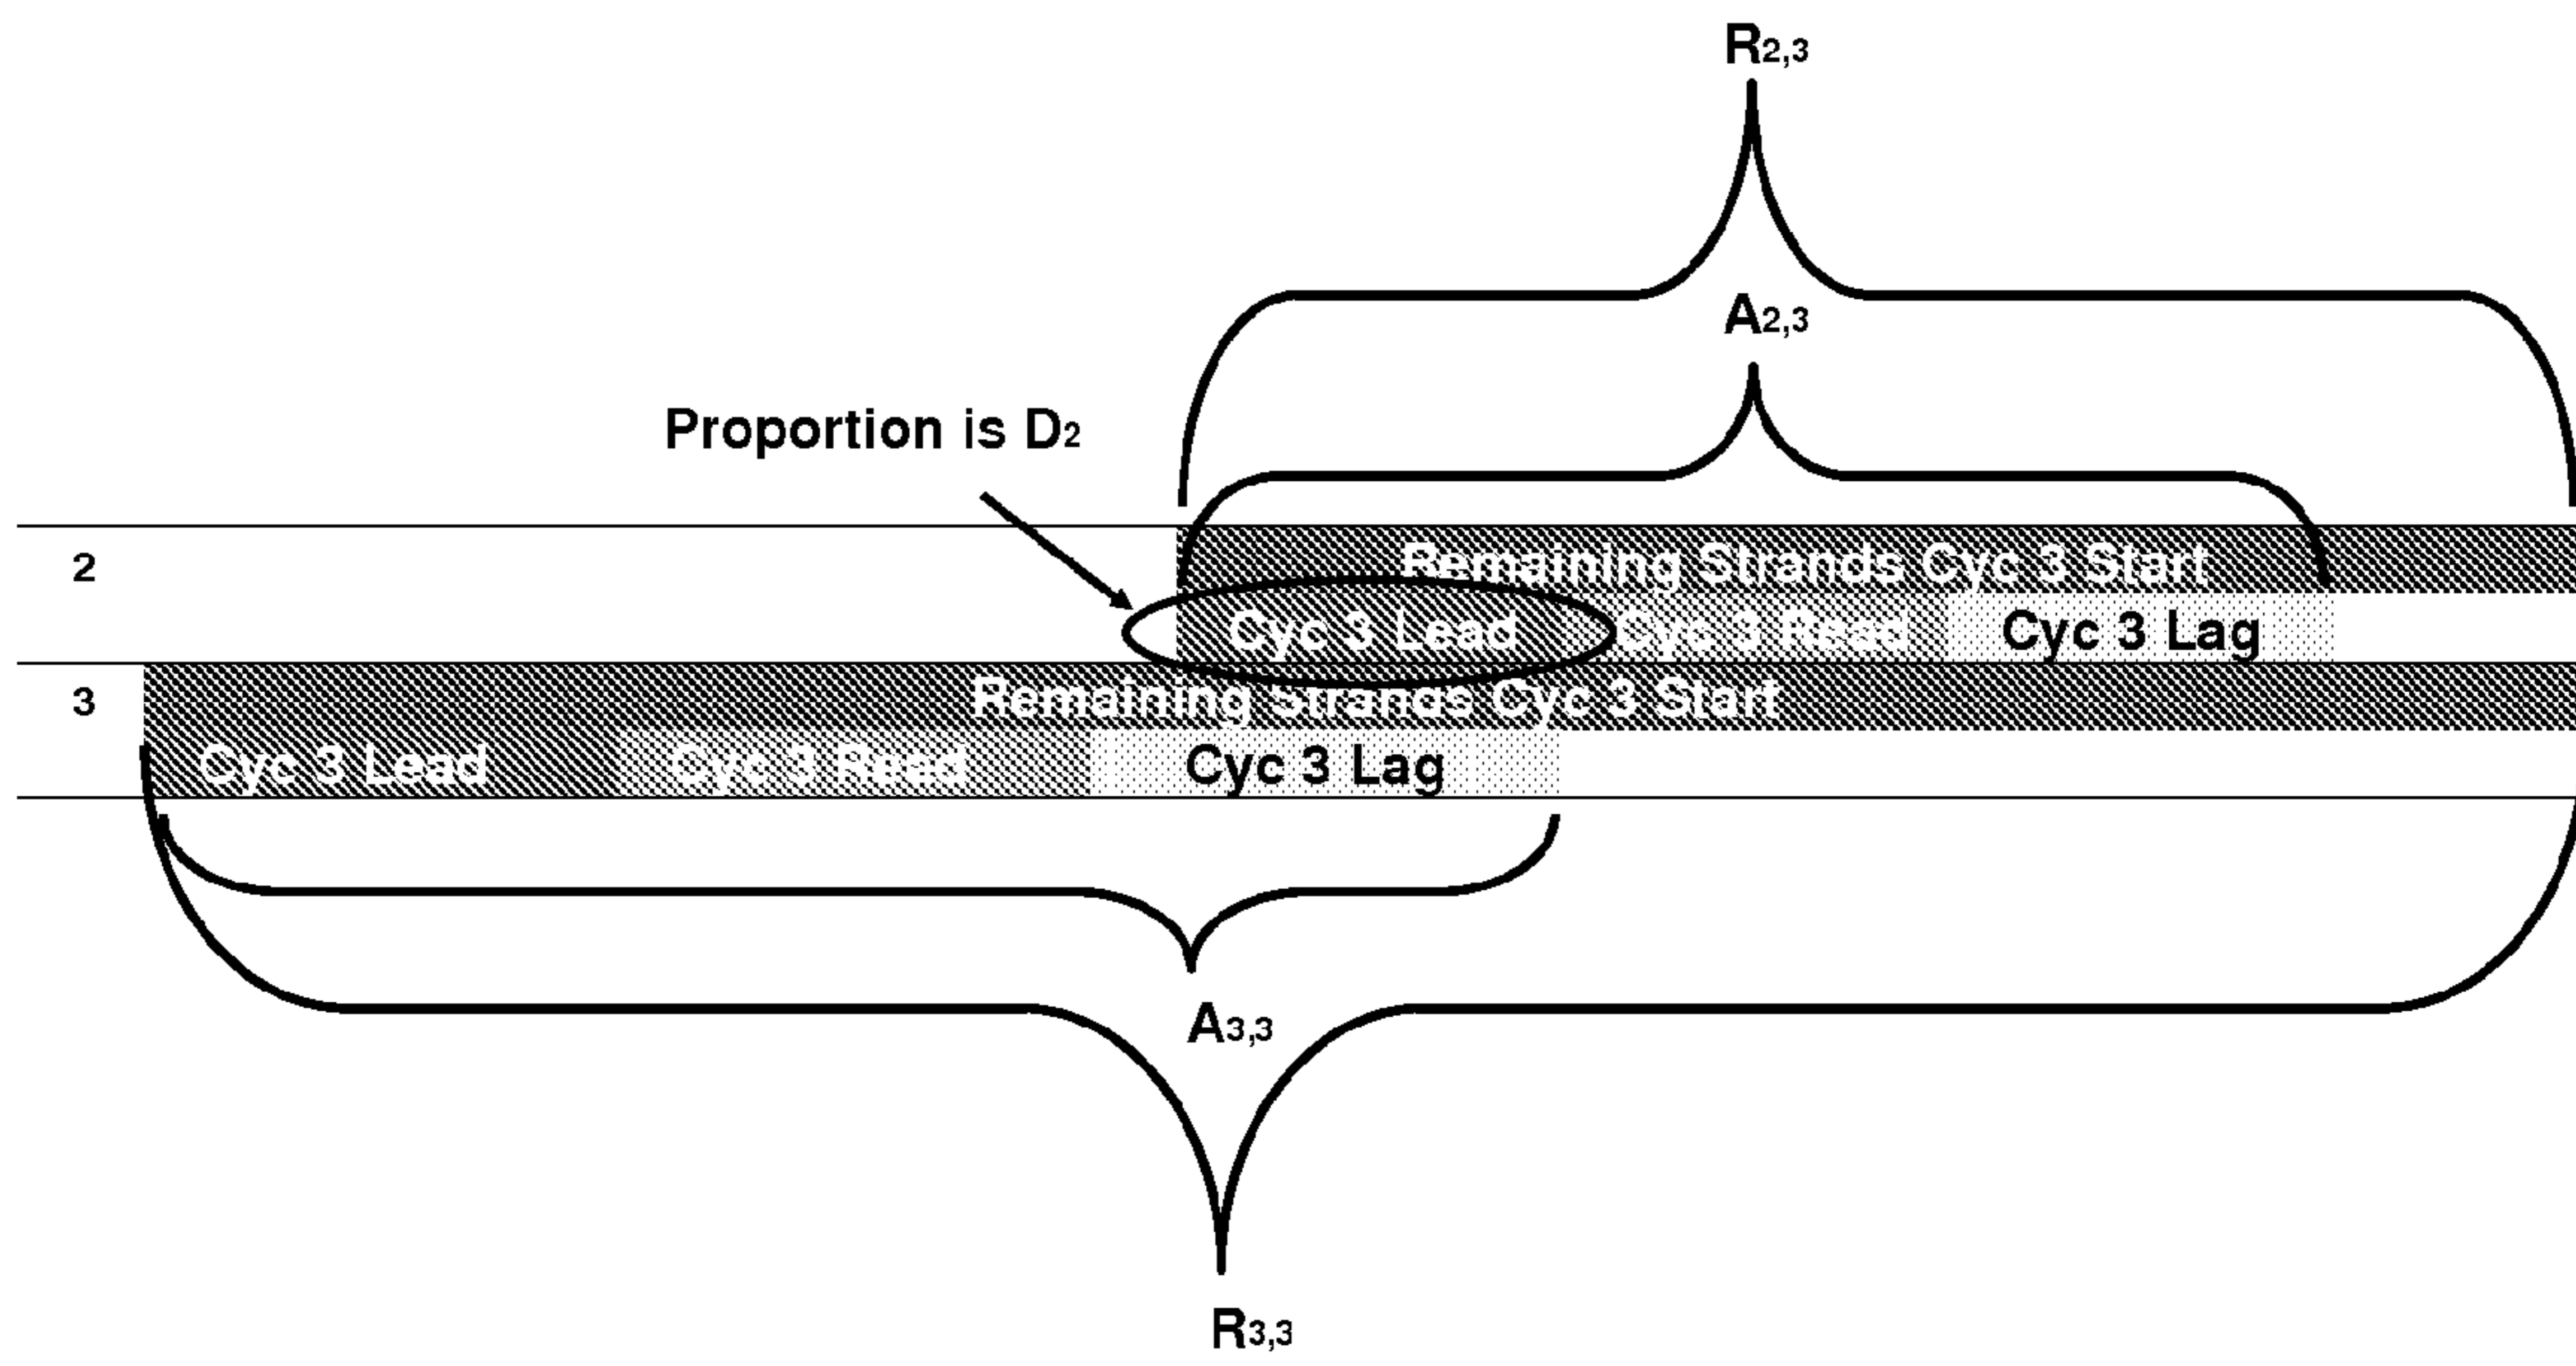 R2,3
A2,3
Proportion is D2
2
Remaining Strands Cyc 3 Start
Cyc 3 Lead Cyc 3 Read Cyc 3 Lag
3
Remaining Strands Cyc 3 Start
Cyc 3 Lead Cyc 3 Read Cyc 3 Lag
A3,3
R3,3